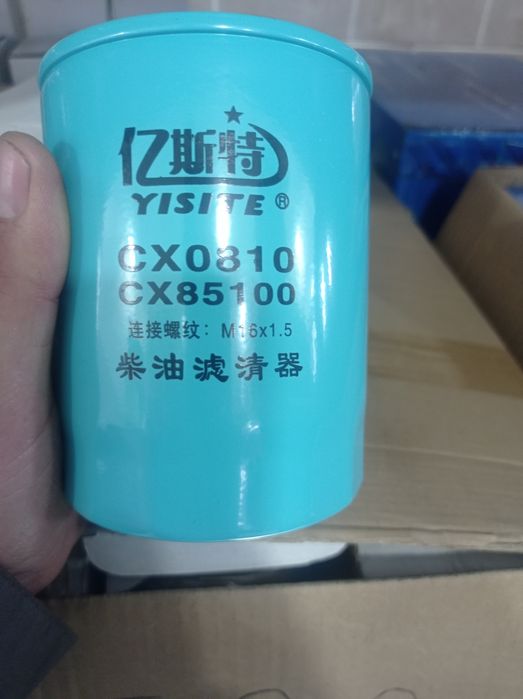 亿斯特
YISITE ®
CX0810
CX85100
连接螺纹: M16x1.5
柴油滤清器